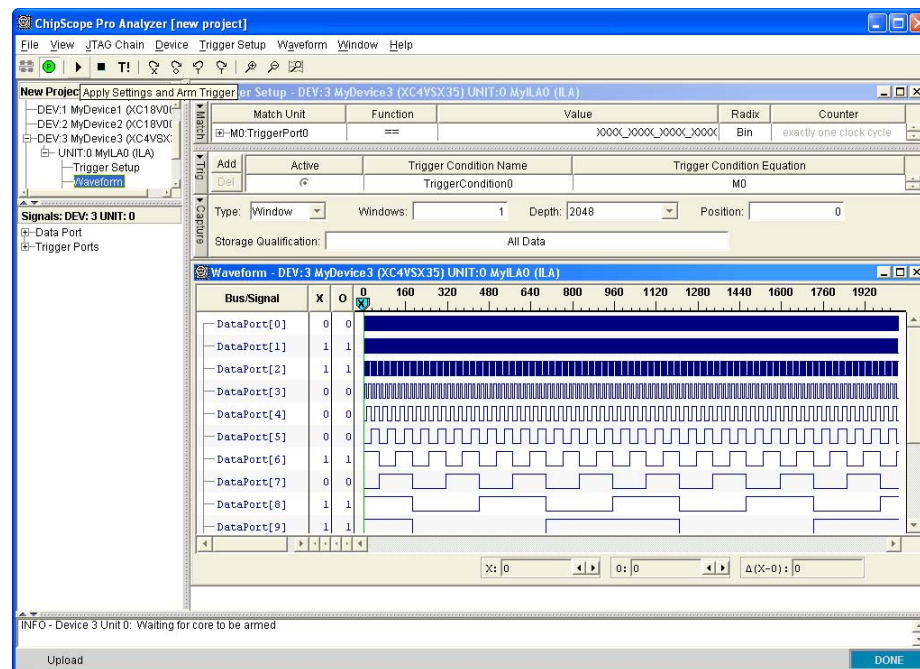 ChipScope Pro Analyzer [new project]
File View JTAG Chain Device Trigger Setup Waveform Window Help
T!
New Projec
Apply Settings and Arm Trigger
er Setup - DEV:3 MyDevice3 (XC4VSX35) UNIT:0 MyILA0 (ILA)
DEV:1 MyDevice1 (XC18V0
DEV:2 MyDevice2 (XC18V0
DEV:3 MyDevice3 (XC4VSX
UNIT:0 MyILA0 (ILA)
Trigger Setup
Waveform
Match
Match Unit Function Value Radix Counter
M0:TriggerPort0 == XXXX_XXXX_XXXX_XXXX Bin exactly one clock cycle
Trig
Add Active Trigger Condition Name Trigger Condition Equation
Del TriggerCondition0 M0
Capture
Type: Window Windows: 1 Depth: 2048 Position: 0
Storage Qualification: All Data
Signals: DEV: 3 UNIT: 0
Data Port
Trigger Ports
Waveform - DEV:3 MyDevice3 (XC4VSX35) UNIT:0 MyILA0 (ILA)
Bus/Signal X O 0 160 320 480 640 800 960 1120 1280 1440 1600 1760 1920
X
DataPort[0] 0 0
DataPort[1] 1 1
DataPort[2] 1 1
DataPort[3] 0 0
DataPort[4] 0 0
DataPort[5] 0 0
DataPort[6] 1 1
DataPort[7] 0 0
DataPort[8] 1 1
DataPort[9] 1 1
X: 0 O: 0 Δ(X-O): 0
INFO - Device 3 Unit 0: Waiting for core to be armed
Upload DONE